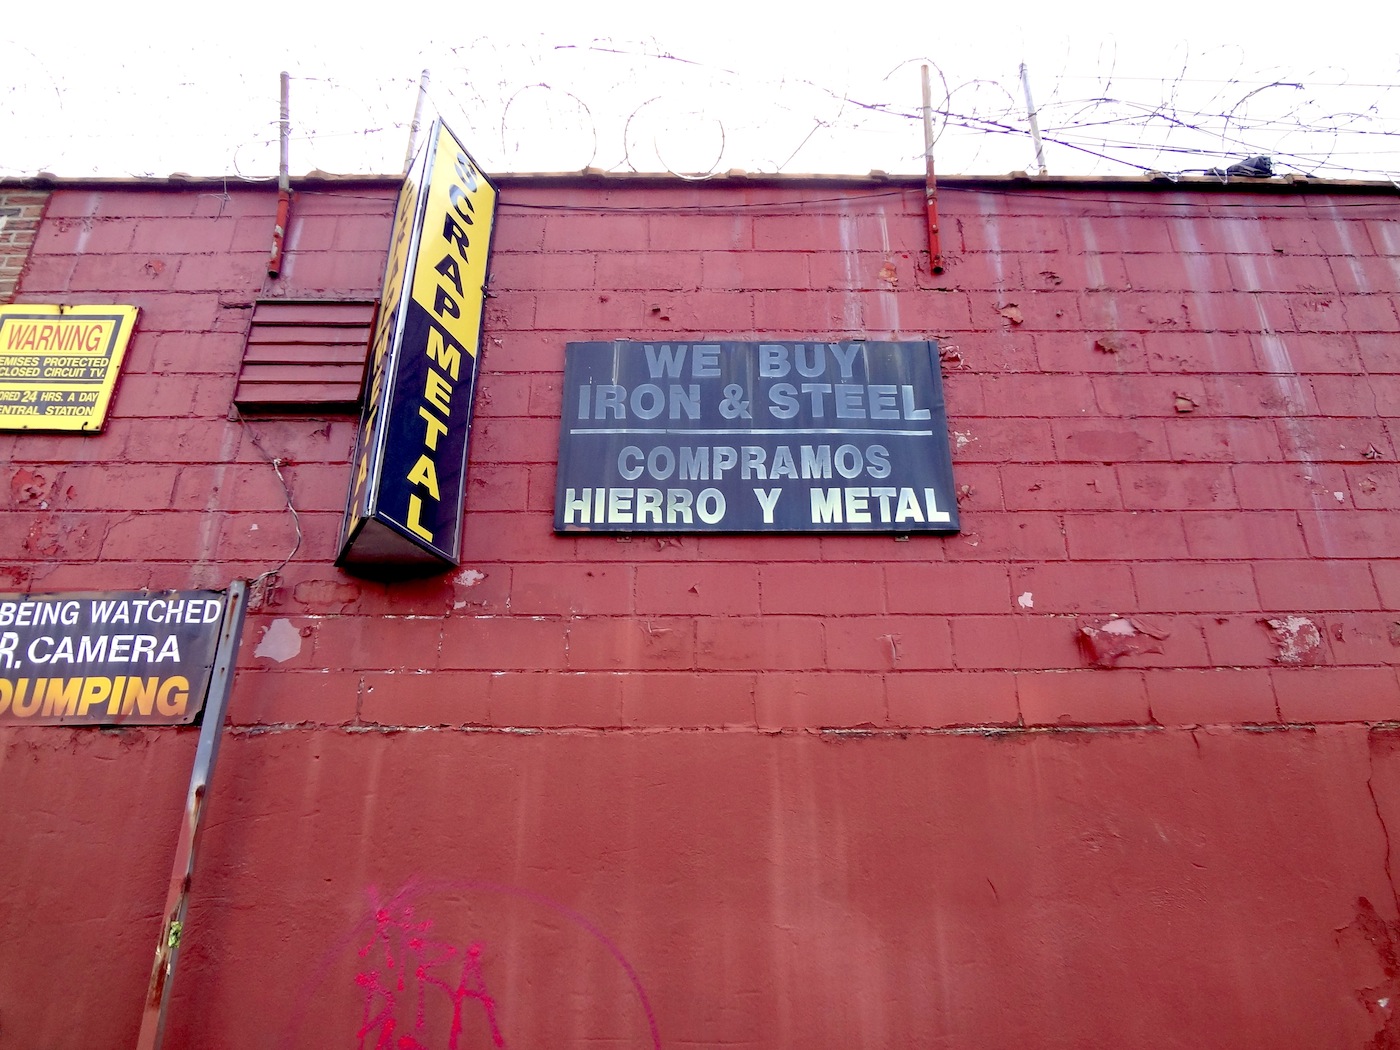 WARNING
EMISES PROTECTED
CLOSED CIRCUIT TV.
ORED 24 HRS. A DAY
ENTRAL STATION
SCRAP METAL
WE BUY
IRON & STEEL
COMPRAMOS
HIERRO Y METAL
BEING WATCHED
R. CAMERA
DUMPING